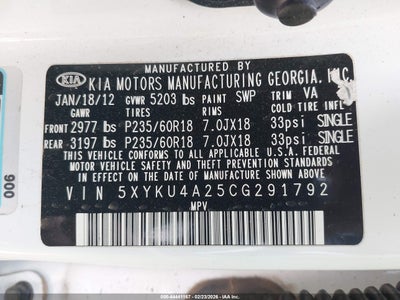 MANUFACTURED BY
KIA KIA MOTORS MANUFACTURING GEORGIA. INC.
JAN/18/12 GVWR 5203 lbs PAINT SWP TRIM VA
GAWR TIRES RIMS COLD TIRE INFL
FRONT 2977 lbs P235/60R18 7.0JX18 33psi SINGLE
REAR 3197 lbs P235/60R18 7.0JX18 33psi SINGLE
THIS VEHICLE CONFORMS TO ALL APPLICABLE U.S.A. FEDERAL
MOTOR VEHICLE SAFETY, BUMPER, AND THEFT PREVENTION
STANDARDS IN EFFECT ON THE DATE OF MANUFACTURE
SHOWN ABOVE.
VIN 5XYKU4A25CG291792
MPV
006